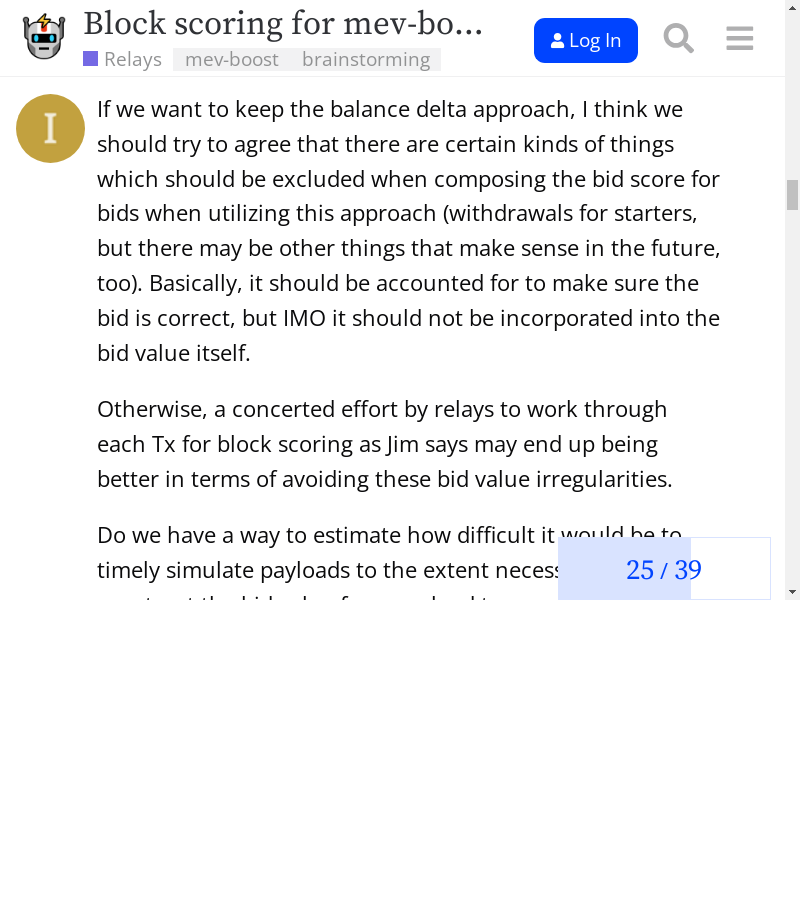 Block scoring for mev-bo...
Relays mev-boost brainstorming
Log In
I
If we want to keep the balance delta approach, I think we
should try to agree that there are certain kinds of things
which should be excluded when composing the bid score for
bids when utilizing this approach (withdrawals for starters,
but there may be other things that make sense in the future,
too). Basically, it should be accounted for to make sure the
bid is correct, but IMO it should not be incorporated into the
bid value itself.
Otherwise, a concerted effort by relays to work through
each Tx for block scoring as Jim says may end up being
better in terms of avoiding these bid value irregularities.
Do we have a way to estimate how difficult it would be to
timely simulate payloads to the extent
25 / 39